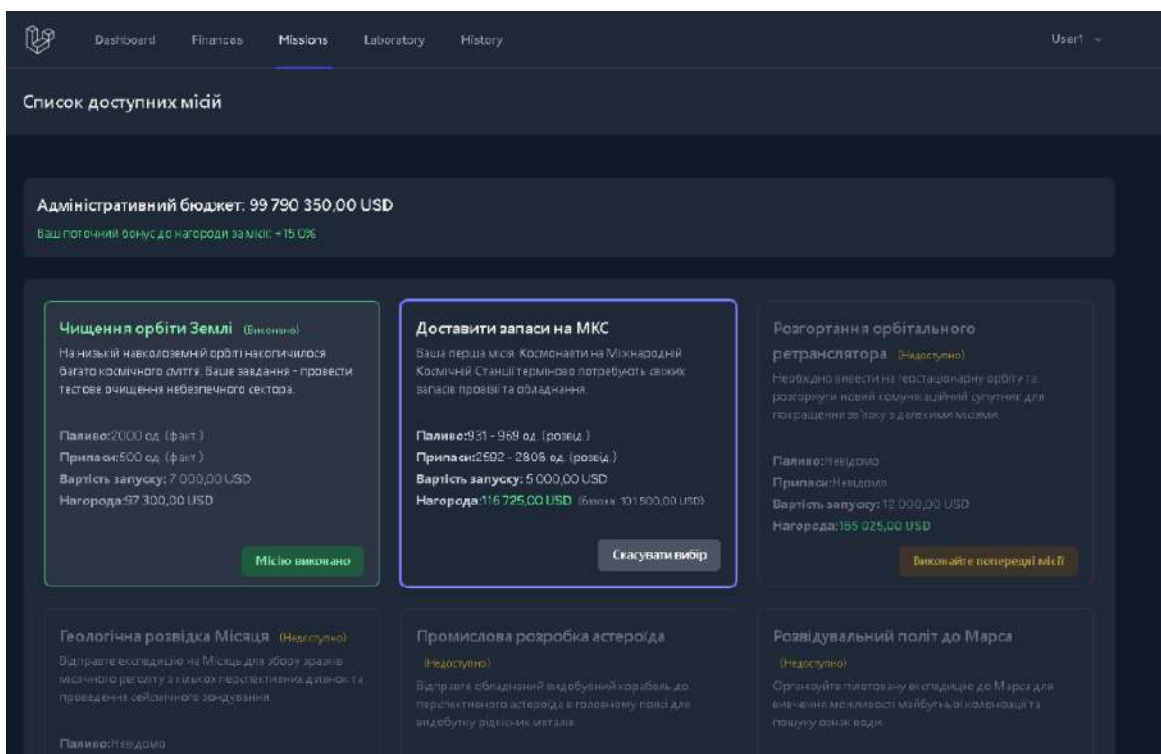 Dashboard Finances Missions Laboratory History User1
Список доступних місій
Адміністративний бюджет: 99 790 350,00 USD
Ваш поточний бонус до нагороди за місії: +15.0%
Чищення орбіти Землі (Виконано)
На низькій навколоземній орбіті накопичилося
багато космічного сміття. Ваше завдання - провести
тестове очищення небезпечного сектора.
Паливо:2000 од. (факт.)
Припаси:500 од. (факт.)
Вартість запуску: 7 000,00 USD
Нагорода:97 300,00 USD
Місію виконано
Доставити запаси на МКС
Ваша перша місія. Космонавти на Міжнародній
Космічній Станції терміново потребують свіжих
запасів провізії та обладнання.
Паливо:931 - 969 од. (розвід.)
Припаси:2592 - 2808 од. (розвід.)
Вартість запуску: 5 000,00 USD
Нагорода:116 725,00 USD (базова: 101 500,00 USD)
Скасувати вибір
Розгортання орбітального
ретранслятора (Недоступно)
Необхідно вивести на геостаціонарну орбіту та
розгорнути новий комунікаційний супутник для
покращення зв'язку з далекими місіями.
Паливо:Невідомо
Припаси:Невідомо
Вартість запуску:12 000,00 USD
Нагорода:155 025,00 USD
Виконайте попередні місії
Геологічна розвідка Місяця (Недоступно)
Відправте експедицію на Місяць для збору зразків
місячного реголіту з кількох перспективних ділянок та
проведення сейсмічного зондування.
Паливо:Невідомо
Промислова розробка астероїда
(Недоступно)
Відправте обладнаний видобувний корабель до
перспективного астероїда в головному поясі для
видобутку рідкісних металів.
Розвідувальний політ до Марса
(Недоступно)
Організуйте пілотовану експедицію до Марса для
вивчення можливості майбутньої колонізації та
пошуку ознак води.